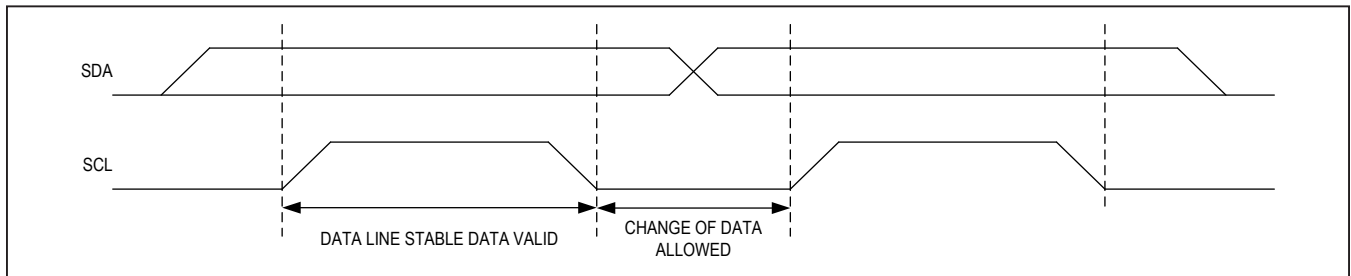 SDA
SCL
DATA LINE STABLE DATA VALID
CHANGE OF DATA
ALLOWED